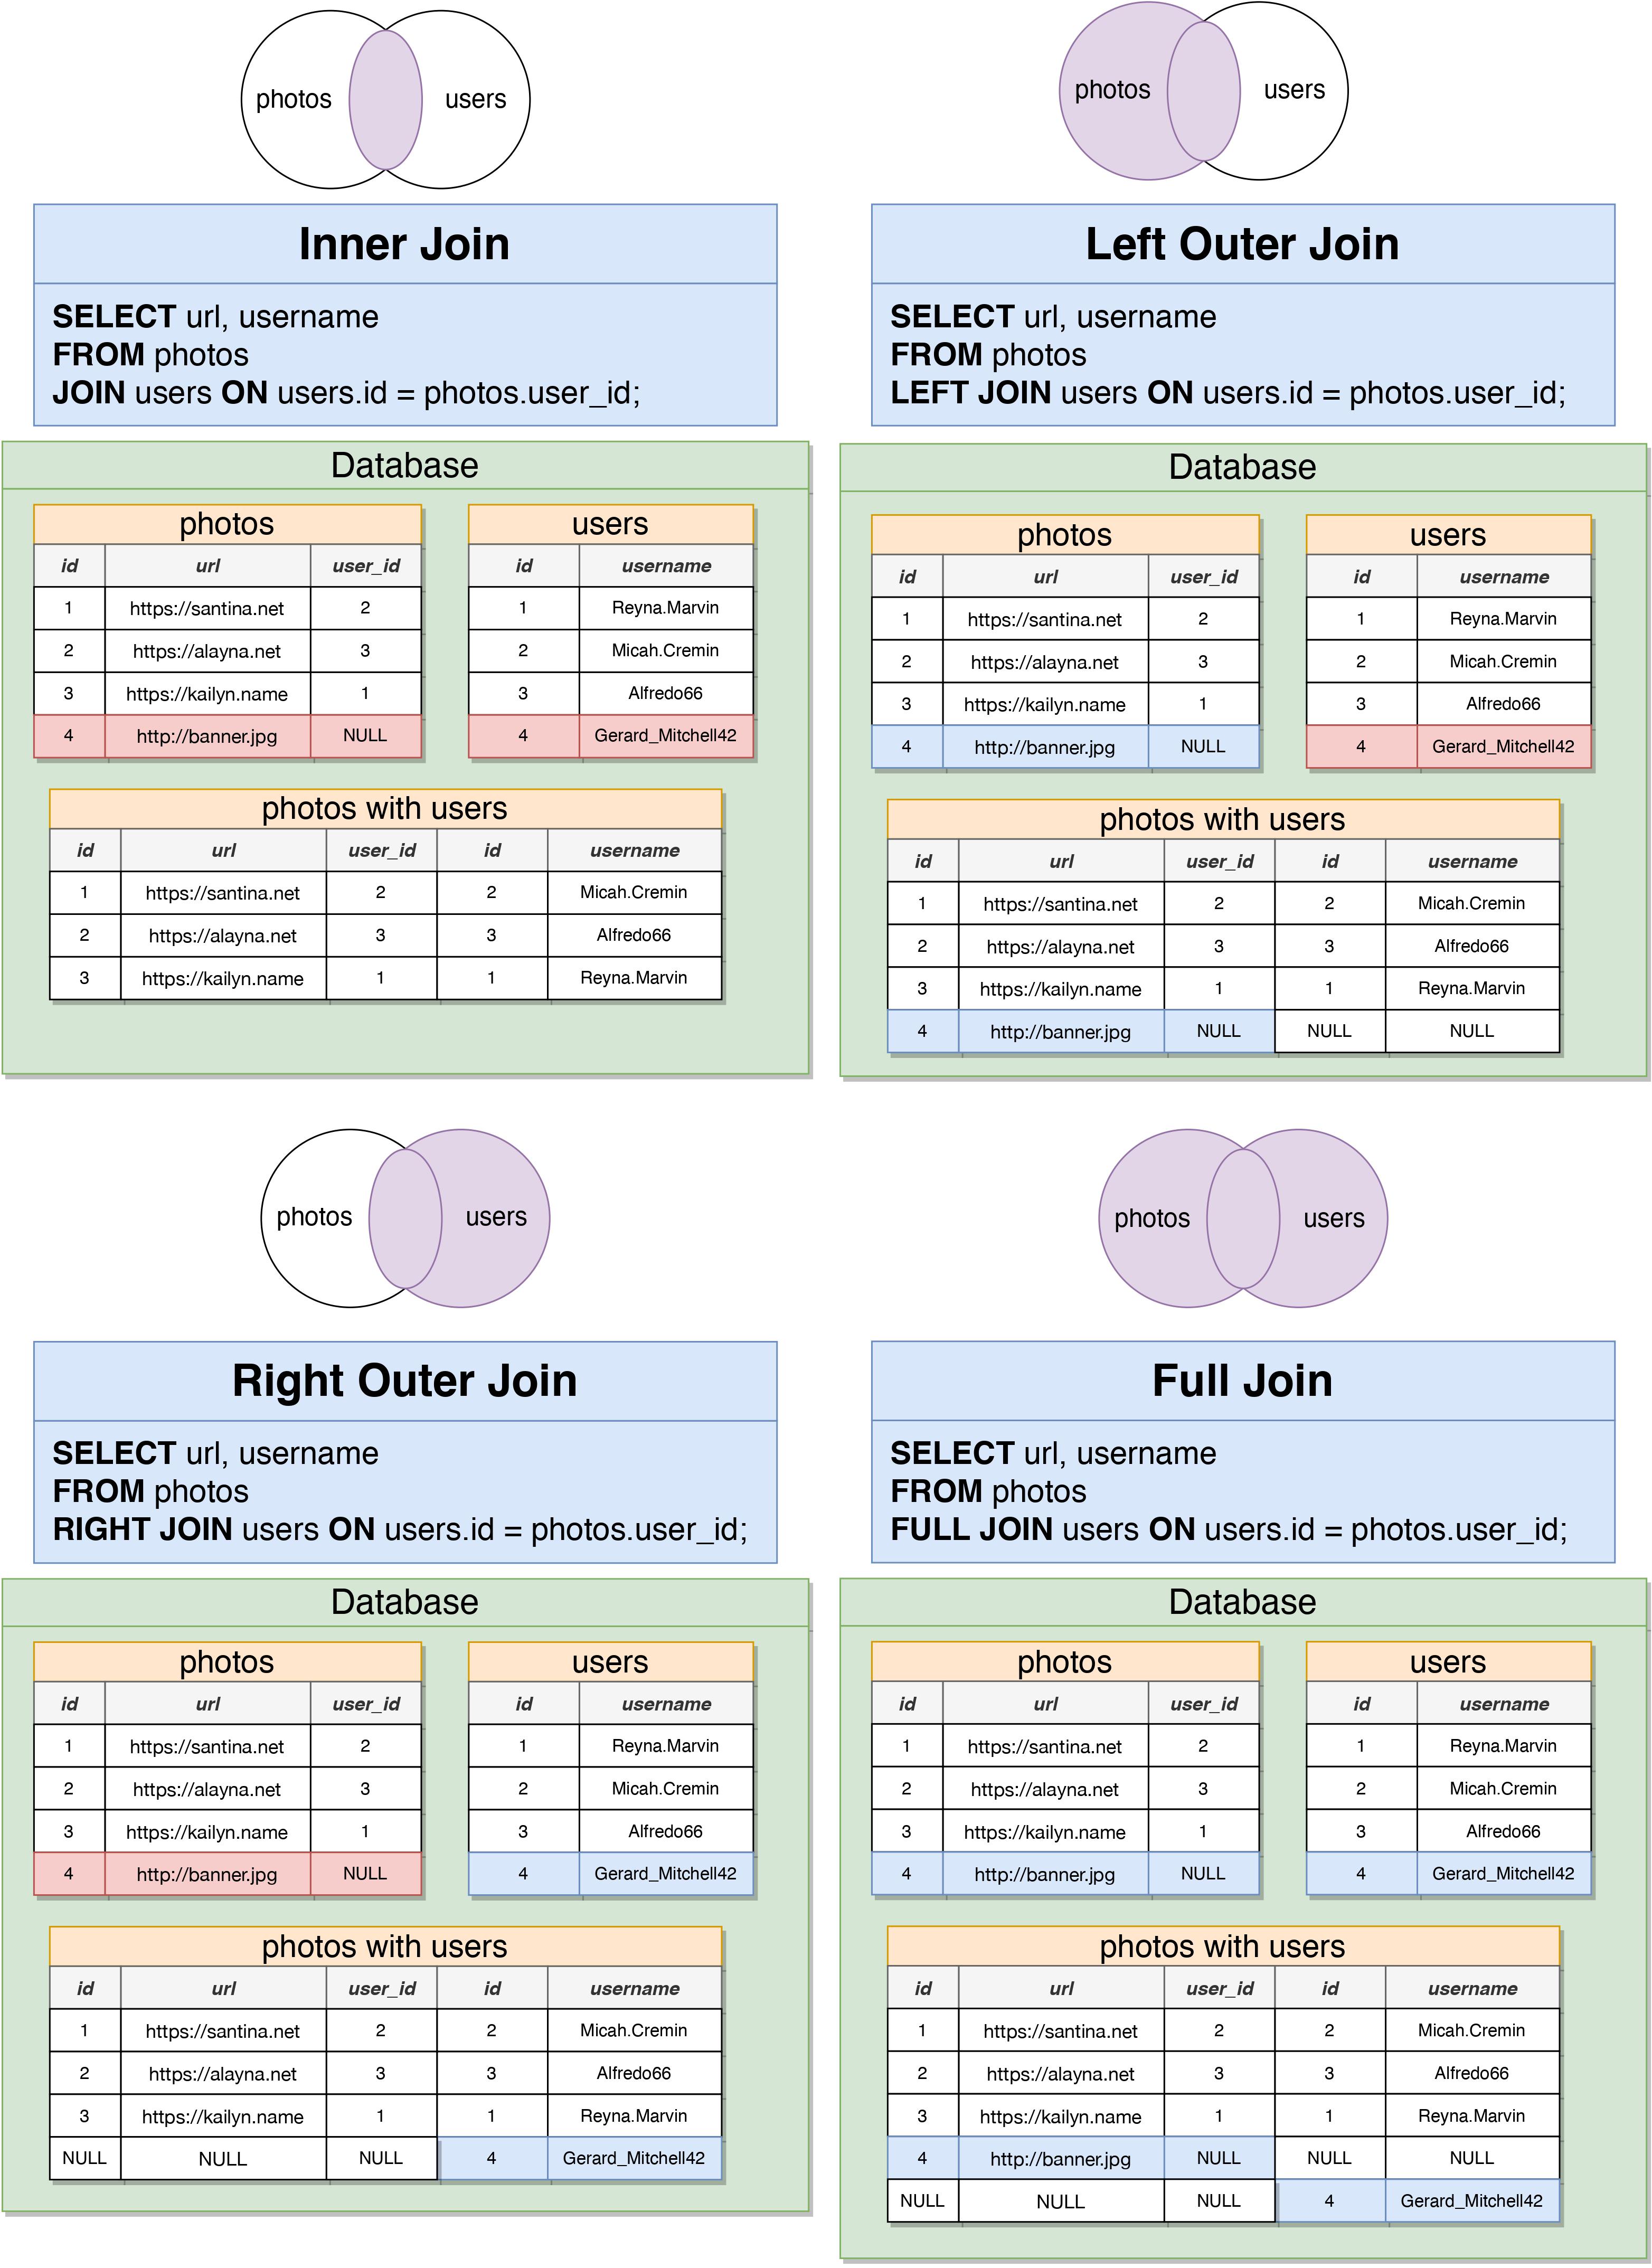 photos users
Inner Join
SELECT url, username
FROM photos
JOIN users ON users.id = photos.user_id;
Database
photos
id url user_id
1 https://santina.net 2
2 https://alayna.net 3
3 https://kailyn.name 1
4 http://banner.jpg NULL
users
id username
1 Reyna.Marvin
2 Micah.Cremin
3 Alfredo66
4 Gerard_Mitchell42
photos with users
id url user_id id username
1 https://santina.net 2 2 Micah.Cremin
2 https://alayna.net 3 3 Alfredo66
3 https://kailyn.name 1 1 Reyna.Marvin
photos users
Left Outer Join
SELECT url, username
FROM photos
LEFT JOIN users ON users.id = photos.user_id;
Database
photos
id url user_id
1 https://santina.net 2
2 https://alayna.net 3
3 https://kailyn.name 1
4 http://banner.jpg NULL
users
id username
1 Reyna.Marvin
2 Micah.Cremin
3 Alfredo66
4 Gerard_Mitchell42
photos with users
id url user_id id username
1 https://santina.net 2 2 Micah.Cremin
2 https://alayna.net 3 3 Alfredo66
3 https://kailyn.name 1 1 Reyna.Marvin
4 http://banner.jpg NULL NULL NULL
photos users
Right Outer Join
SELECT url, username
FROM photos
RIGHT JOIN users ON users.id = photos.user_id;
Database
photos
id url user_id
1 https://santina.net 2
2 https://alayna.net 3
3 https://kailyn.name 1
4 http://banner.jpg NULL
users
id username
1 Reyna.Marvin
2 Micah.Cremin
3 Alfredo66
4 Gerard_Mitchell42
photos with users
id url user_id id username
1 https://santina.net 2 2 Micah.Cremin
2 https://alayna.net 3 3 Alfredo66
3 https://kailyn.name 1 1 Reyna.Marvin
NULL NULL NULL 4 Gerard_Mitchell42
photos users
Full Join
SELECT url, username
FROM photos
FULL JOIN users ON users.id = photos.user_id;
Database
photos
id url user_id
1 https://santina.net 2
2 https://alayna.net 3
3 https://kailyn.name 1
4 http://banner.jpg NULL
users
id username
1 Reyna.Marvin
2 Micah.Cremin
3 Alfredo66
4 Gerard_Mitchell42
photos with users
id url user_id id username
1 https://santina.net 2 2 Micah.Cremin
2 https://alayna.net 3 3 Alfredo66
3 https://kailyn.name 1 1 Reyna.Marvin
4 http://banner.jpg NULL NULL NULL
NULL NULL NULL 4 Gerard_Mitchell42